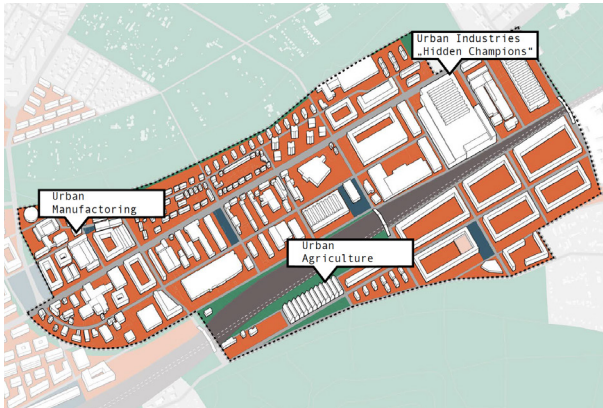 Urban Industries
„Hidden Champions“
Urban
Manufactoring
Urban
Agriculture